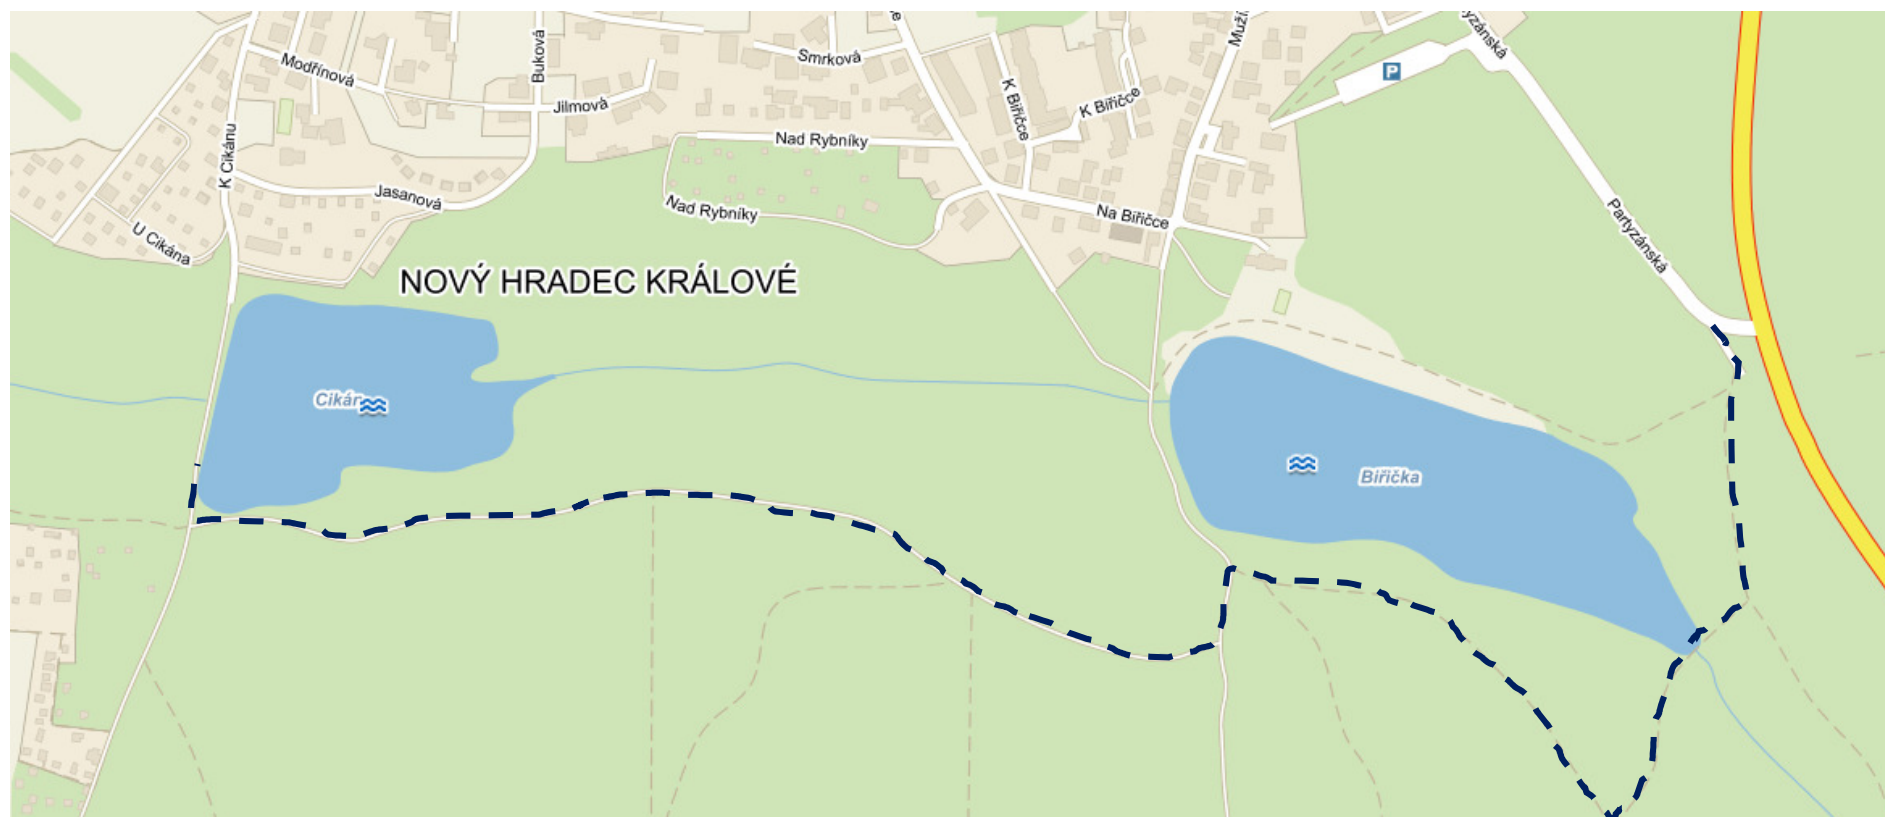 Modřínová
Buková
Jilmová
Smrková
K Biřičce
K Biřičce
P
K Cikánu
Jasanová
U Cikána
Nad Rybníky
Nad Rybníky
Na Biřičce
Partyzánská
NOVÝ HRADEC KRÁLOVÉ
Biřička